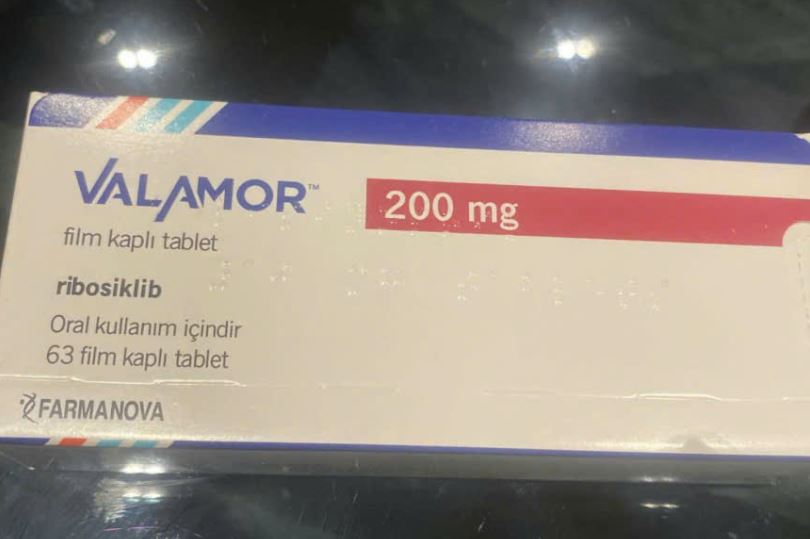 VALAMOR™
200 mg
film kaplı tablet
ribosiklib
Oral kullanım içindir
63 film kaplı tablet
FARMANOVA